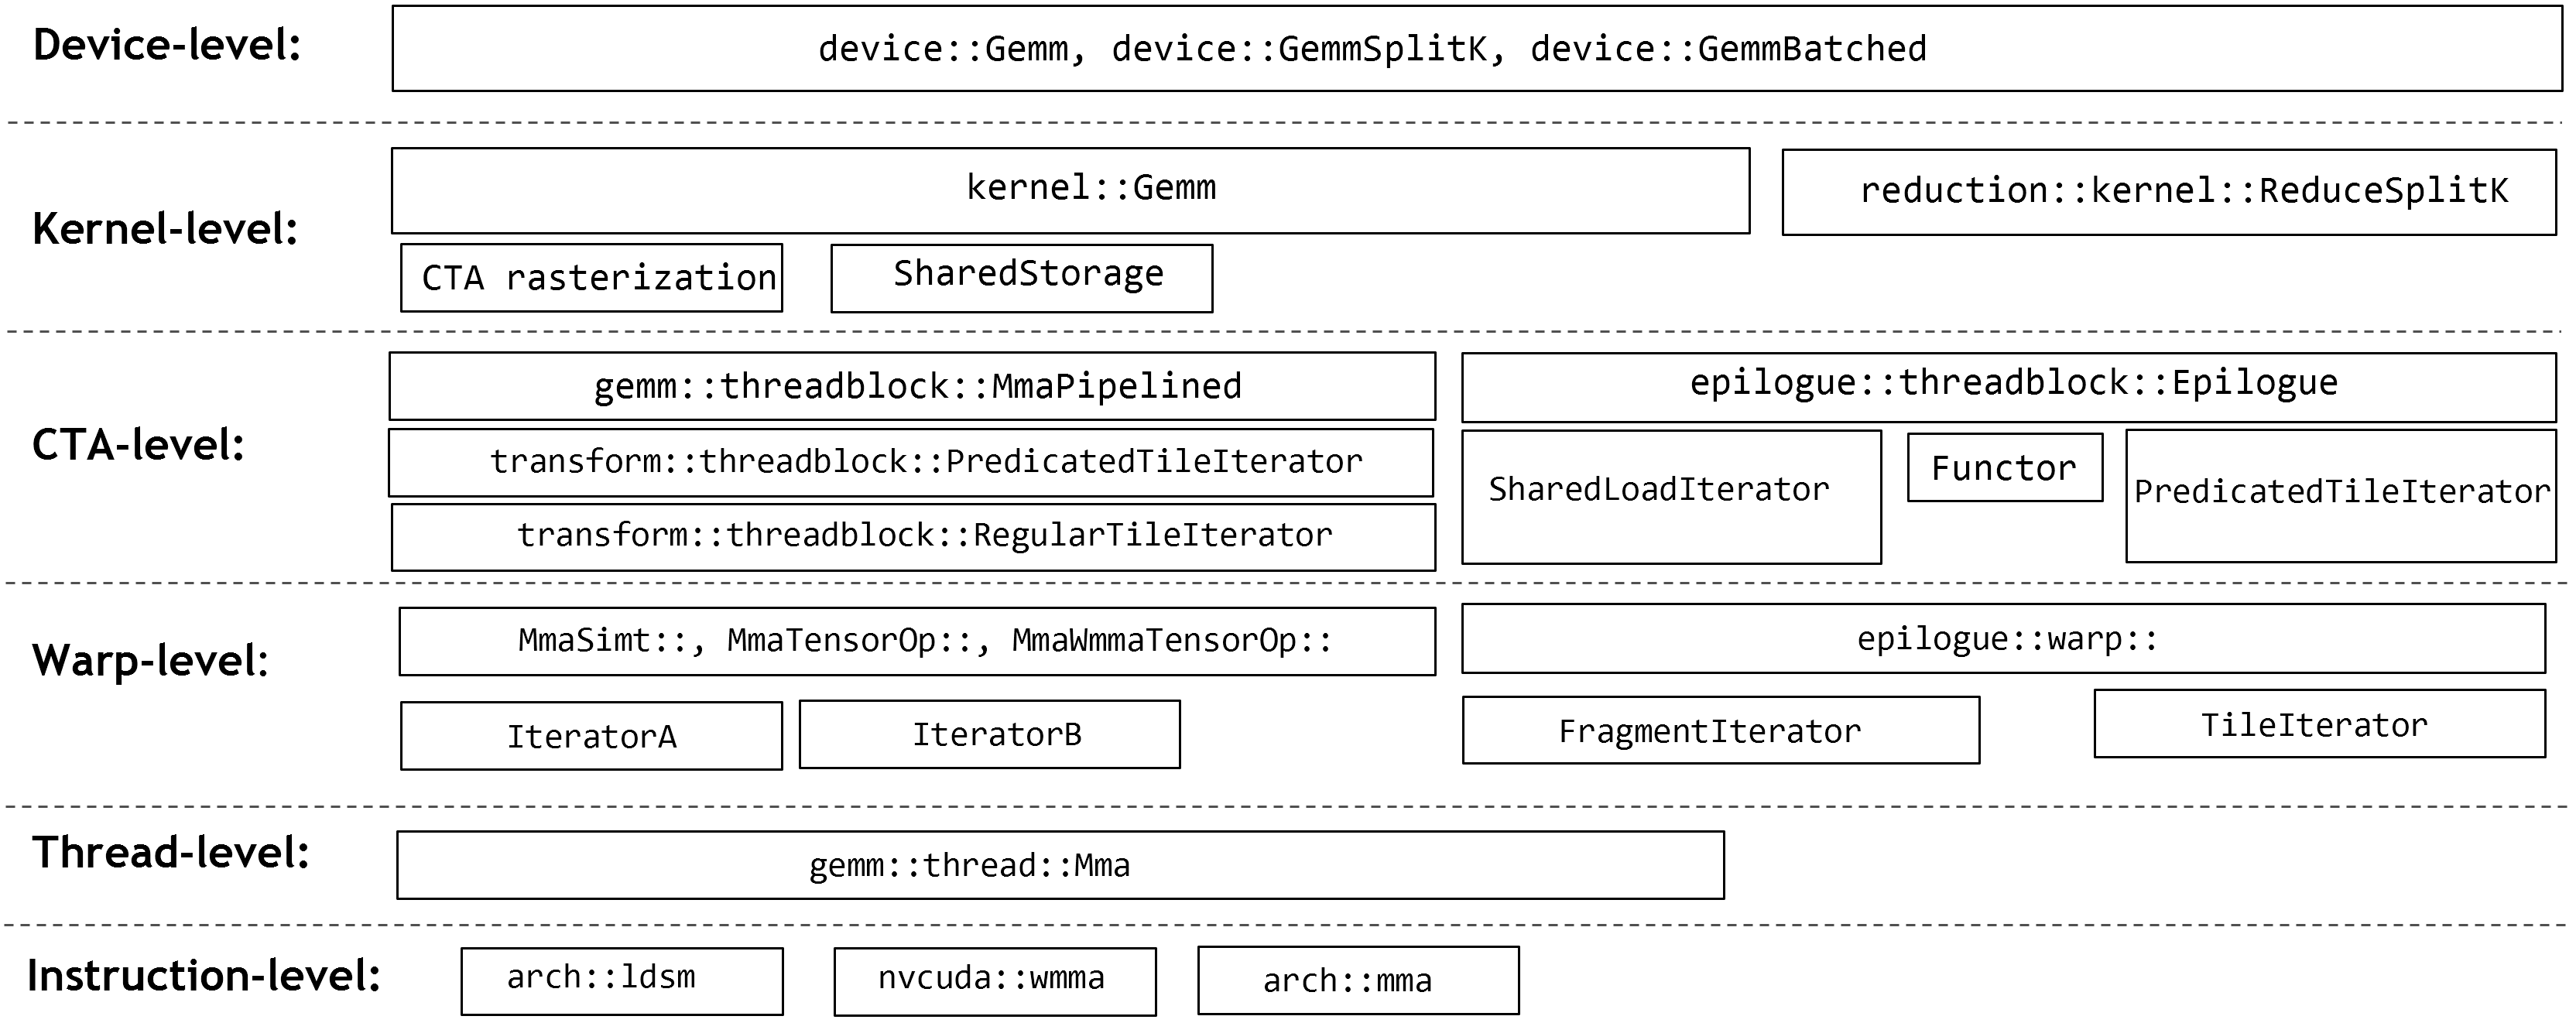 Device-level:
device::Gemm, device::GemmSplitK, device::GemmBatched
Kernel-level:
kernel::Gemm
reduction::kernel::ReduceSplitK
CTA rasterization
SharedStorage
CTA-level:
gemm::threadblock::MmaPipelined
epilogue::threadblock::Epilogue
transform::threadblock::PredicatedTileIterator
transform::threadblock::RegularTileIterator
SharedLoadIterator
Functor
PredicatedTileIterator
Warp-level:
MmaSimt::, MmaTensorOp::, MmaWmmaTensorOp::
epilogue::warp::
IteratorA
IteratorB
FragmentIterator
TileIterator
Thread-level:
gemm::thread::Mma
Instruction-level:
arch::ldsm
nvcuda::wmma
arch::mma